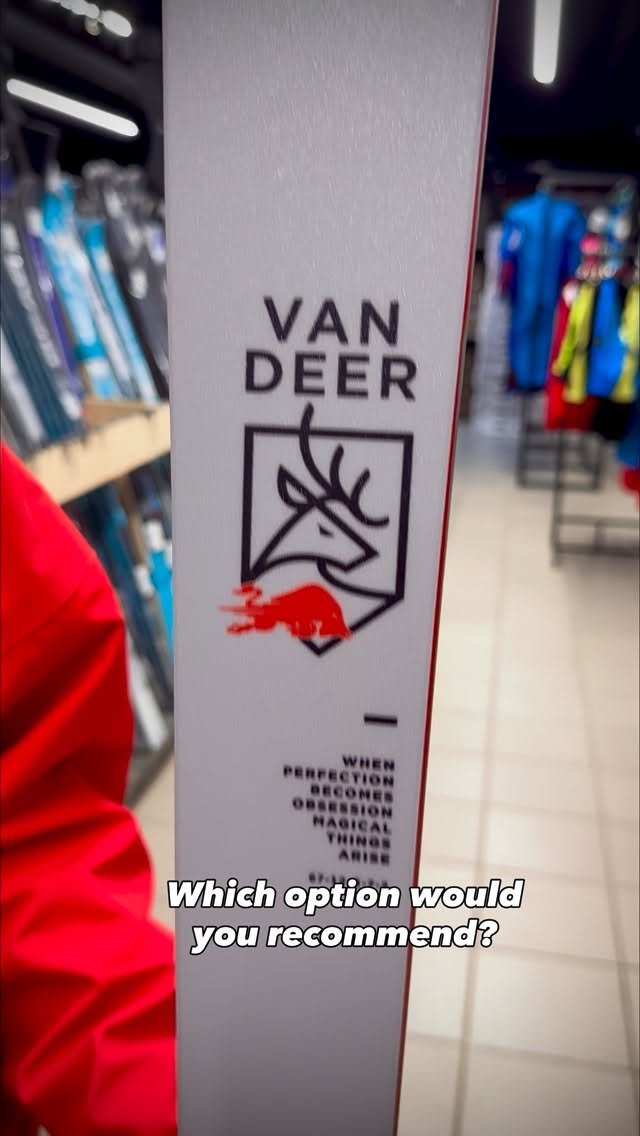 VAN
DEER
WHEN
PERFECTION
BECOMES
OBSESSION
MAGICAL
THINGS
ARISE
Which option would
you recommend?